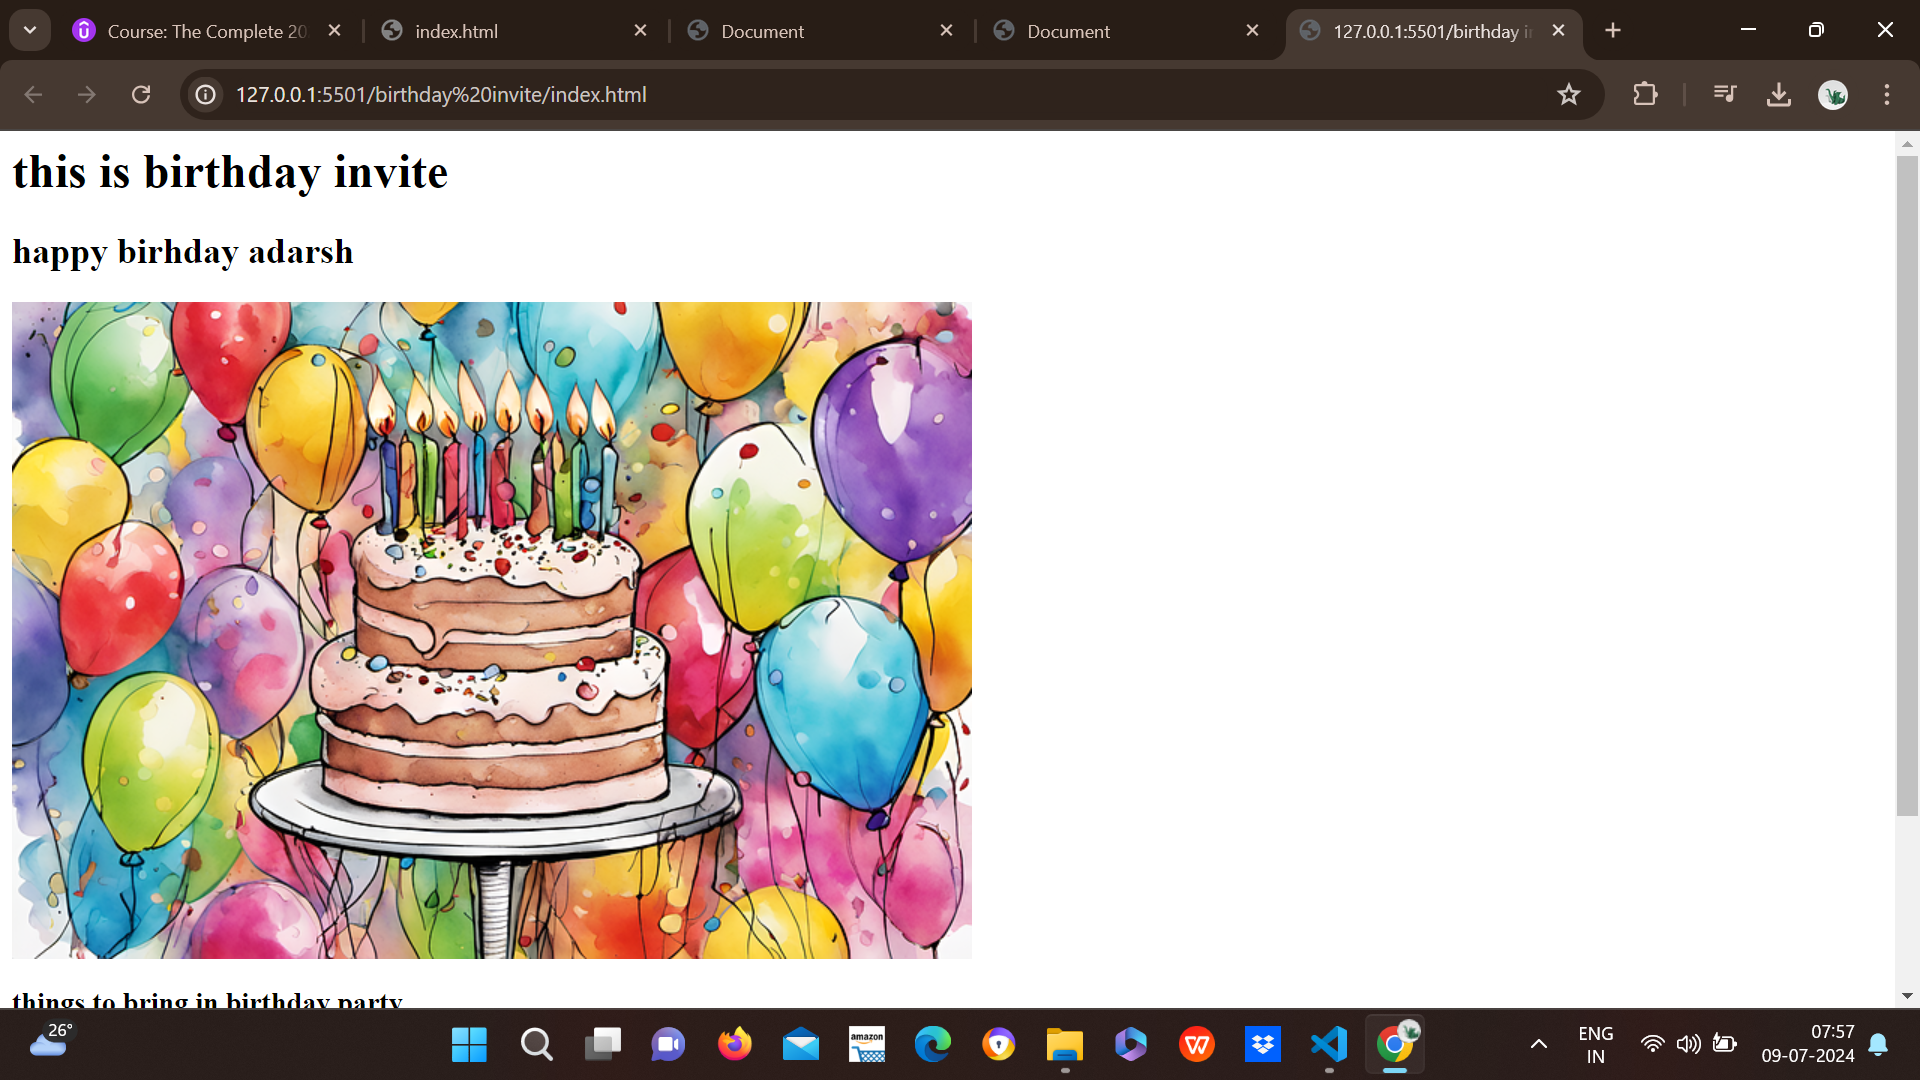 Course: The Complete 20
index.html
Document
Document
127.0.0.1:5501/birthday i
127.0.0.1:5501/birthday%20invite/index.html
this is birthday invite
happy birhday adarsh
things to bring in birthday party
26°
amazon
ENG
IN
07:57
09-07-2024